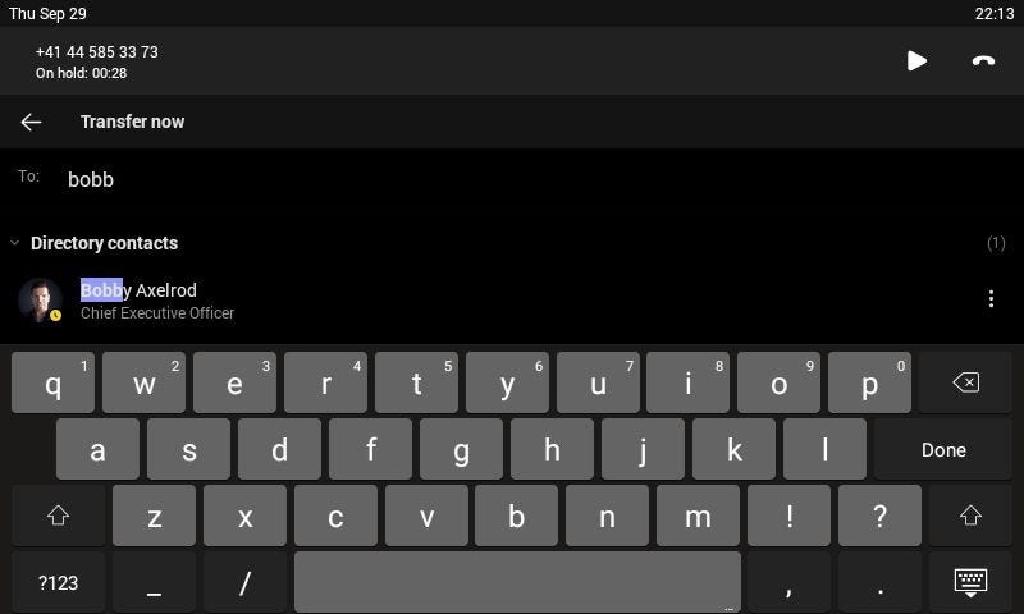 Thu Sep 29 22:13
+41 44 585 33 73
On hold: 00:28
Transfer now
To: bobb
Directory contacts (1)
Bobby Axelrod
Chief Executive Officer
q 1 w 2 e 3 r 4 t 5 y 6 u 7 i 8 o 9 p 0
a s d f g h j k l Done
z x c v b n m ! ?
?123 _ / ... , .